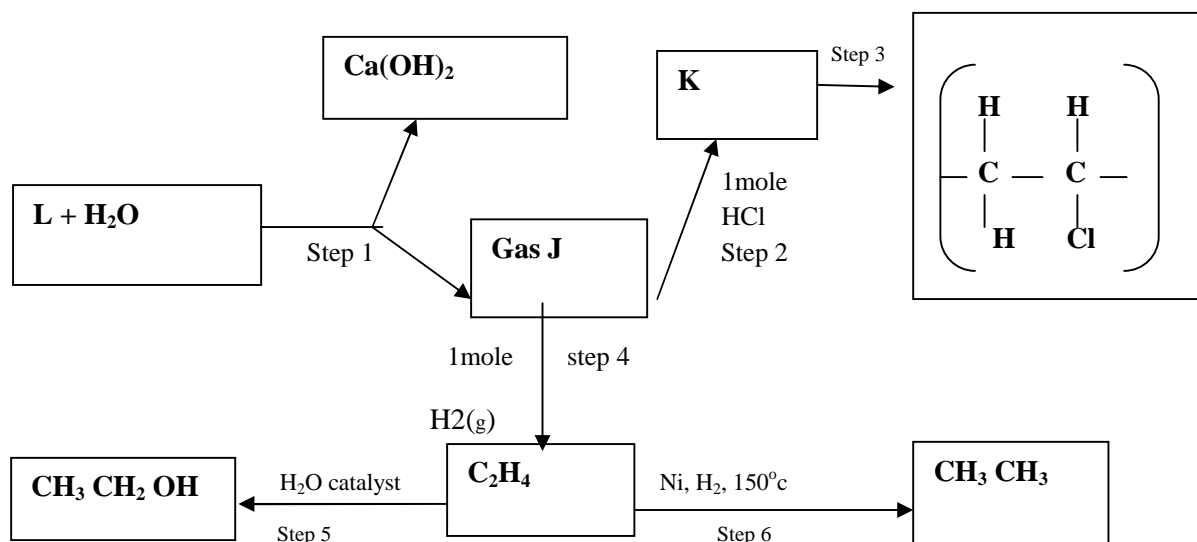 Ca(OH)₂
K
Step 3
H H
C — C —
H Cl
1mole
HCl
Step 2
L + H₂O
Step 1
Gas J
1mole step 4
H2(g)
CH₃ CH₂ OH
H₂O catalyst
Step 5
C₂H₄
Ni, H₂, 150°c
Step 6
CH₃ CH₃